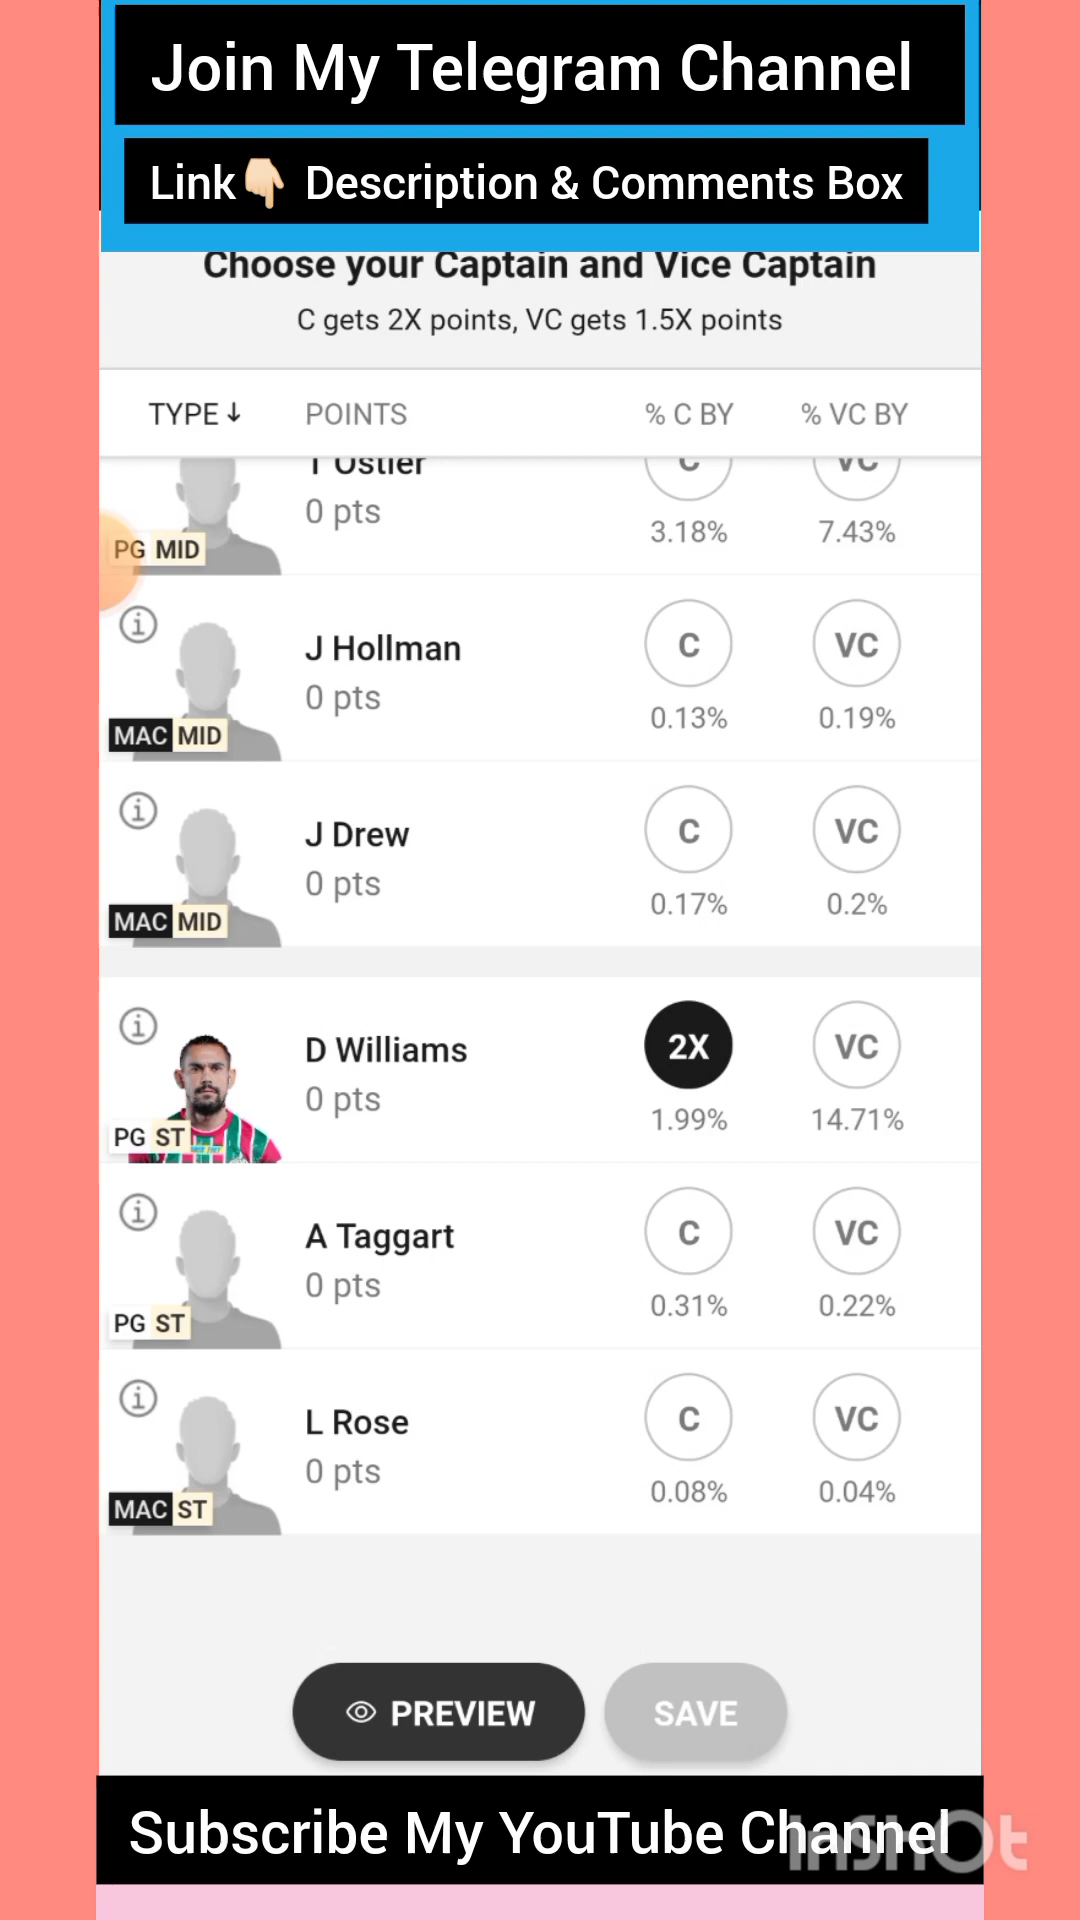 Join My Telegram Channel
Link👇🏻 Description & Comments Box
Choose your Captain and Vice Captain
C gets 2X points, VC gets 1.5X points
TYPE↓ POINTS % C BY % VC BY
T Ostler C VC
0 pts 3.18% 7.43%
PG MID
J Hollman C VC
0 pts 0.13% 0.19%
MAC MID
J Drew C VC
0 pts 0.17% 0.2%
MAC MID
D Williams 2X VC
0 pts 1.99% 14.71%
PG ST
A Taggart C VC
0 pts 0.31% 0.22%
PG ST
L Rose C VC
0 pts 0.08% 0.04%
MAC ST
PREVIEW SAVE
Subscribe My YouTube Channel
InShOt